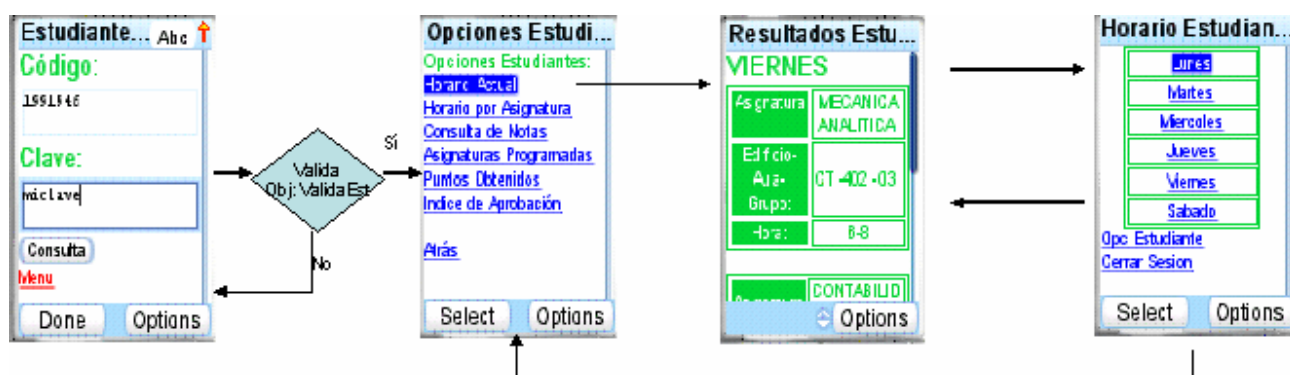 Estudiante... Abc
Código:
1991546
Clave:
miclave
Consulta
Menu
Done Options
Valida
Obj: Valida Est
Sí
No
Opciones Estudi...
Opciones Estudiantes:
Horario Actual
Horario por Asignatura
Consulta de Notas
Asignaturas Programadas
Puntos Obtenidos
Indice de Aprobación
Atrás
Select Options
Resultados Estu...
VIERNES
Asignatura MECANICA
ANALITICA
Edificio-
Aula-
Grupo:
CT-402-03
Hora: 6-8
CONTABILID
Options
Horario Estudian...
Lunes
Martes
Miercoles
Jueves
Viernes
Sabado
Opc Estudiante
Cerrar Sesion
Select Options